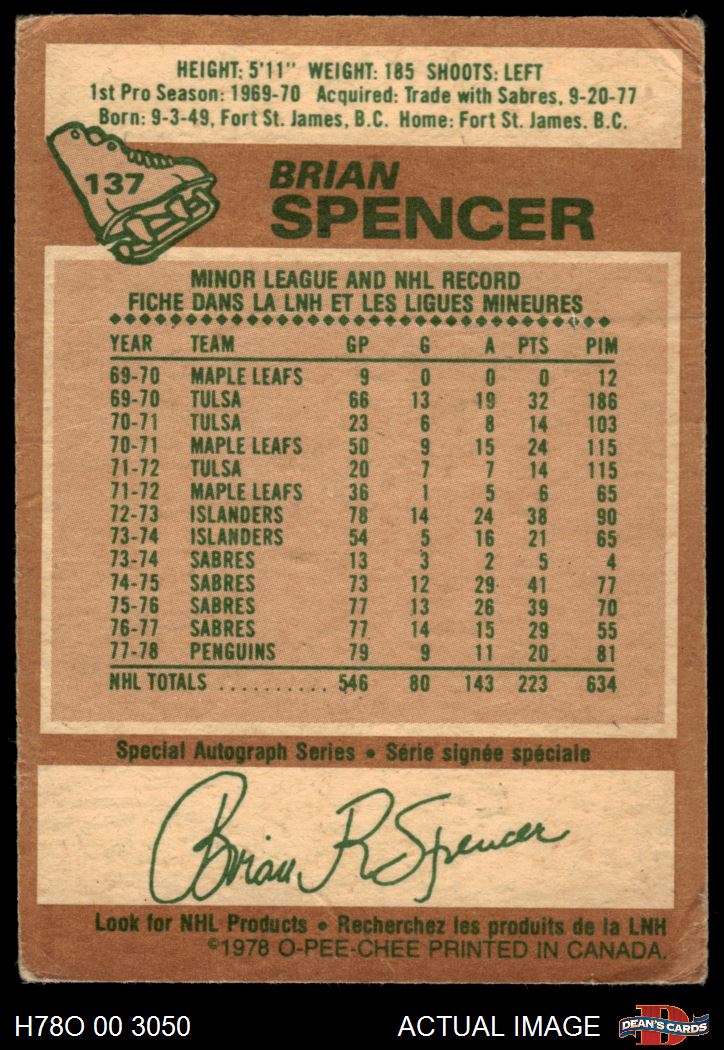 HEIGHT: 5'11" WEIGHT: 185 SHOOTS: LEFT
1st Pro Season: 1969-70 Acquired: Trade with Sabres, 9-20-77
Born: 9-3-49, Fort St. James, B.C. Home: Fort St. James. B.C.
137
BRIAN
SPENCER
MINOR LEAGUE AND NHL RECORD
FICHE DANS LA LNH ET LES LIGUES MINEURES
YEAR TEAM GP G A PTS PIM
69-70 MAPLE LEAFS 9 0 0 0 12
69-70 TULSA 66 13 19 32 186
70-71 TULSA 23 6 8 14 103
70-71 MAPLE LEAFS 50 9 15 24 115
71-72 TULSA 20 7 7 14 115
71-72 MAPLE LEAFS 36 1 5 6 65
72-73 ISLANDERS 78 14 24 38 90
73-74 ISLANDERS 54 5 16 21 65
73-74 SABRES 13 3 2 5 4
74-75 SABRES 73 12 29 41 77
75-76 SABRES 77 13 26 39 70
76-77 SABRES 77 14 15 29 55
77-78 PENGUINS 79 9 11 20 81
NHL TOTALS .......... 546 80 143 223 634
Special Autograph Series • Série signée spéciale
Brian R Spencer
Look for NHL Products • Recherchez les produits de la LNH
©1978 O-PEE-CHEE PRINTED IN CANADA.
H78O 00 3050 ACTUAL IMAGE D DEAN'S CARDS